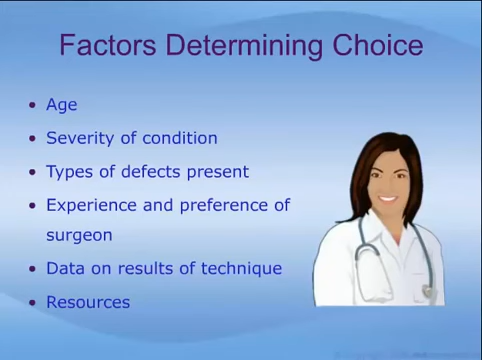 Factors Determining Choice
• Age
• Severity of condition
• Types of defects present
• Experience and preference of
surgeon
• Data on results of technique
• Resources